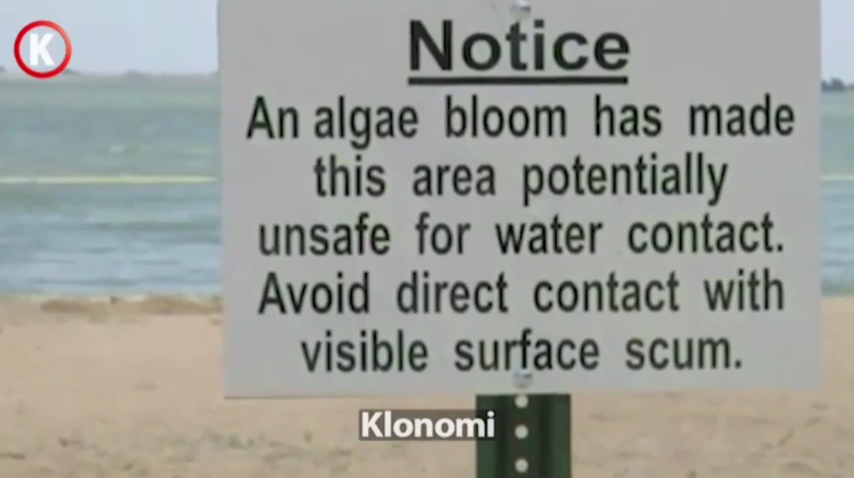 K
Notice
An algae bloom has made
this area potentially
unsafe for water contact.
Avoid direct contact with
visible surface scum.
Klonomi